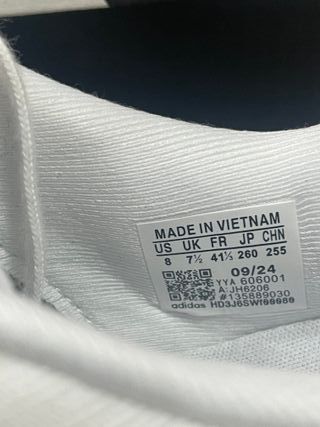 MADE IN VIETNAM
US UK FR JP CHN
8 7½ 41⅓ 260 255
09/24
YYA 606001
A:JH6206
#135889030
adidas